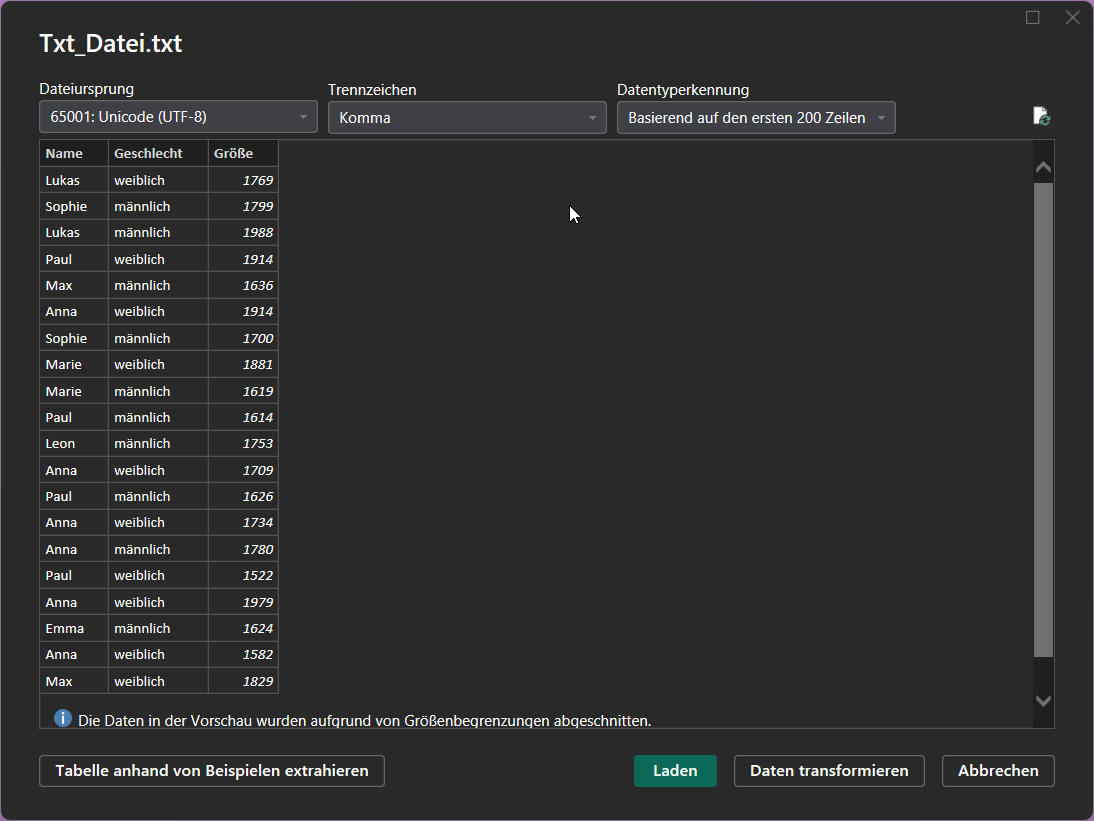 Txt_Datei.txt
Dateiursprung Trennzeichen Datentyperkennung
65001: Unicode (UTF-8) Komma Basierend auf den ersten 200 Zeilen
Name Geschlecht Größe
Lukas weiblich 1769
Sophie männlich 1799
Lukas männlich 1988
Paul weiblich 1914
Max männlich 1636
Anna weiblich 1914
Sophie männlich 1700
Marie weiblich 1881
Marie männlich 1619
Paul männlich 1614
Leon männlich 1753
Anna weiblich 1709
Paul männlich 1626
Anna weiblich 1734
Anna männlich 1780
Paul weiblich 1522
Anna weiblich 1979
Emma männlich 1624
Anna weiblich 1582
Max weiblich 1829
Die Daten in der Vorschau wurden aufgrund von Größenbegrenzungen abgeschnitten.
Tabelle anhand von Beispielen extrahieren Laden Daten transformieren Abbrechen